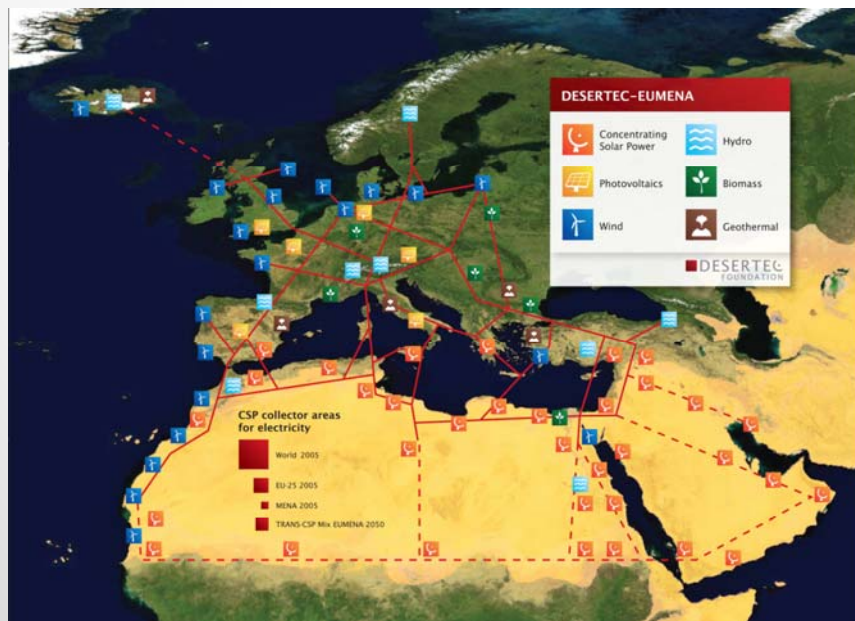 DESERTEC-EUMENA
Concentrating
Solar Power
Hydro
Photovoltaics
Biomass
Wind
Geothermal
DESERTEC
FOUNDATION
CSP collector areas
for electricity
World 2005
EU-25 2005
MENA 2005
TRANS-CSP Mix EUMENA 2050